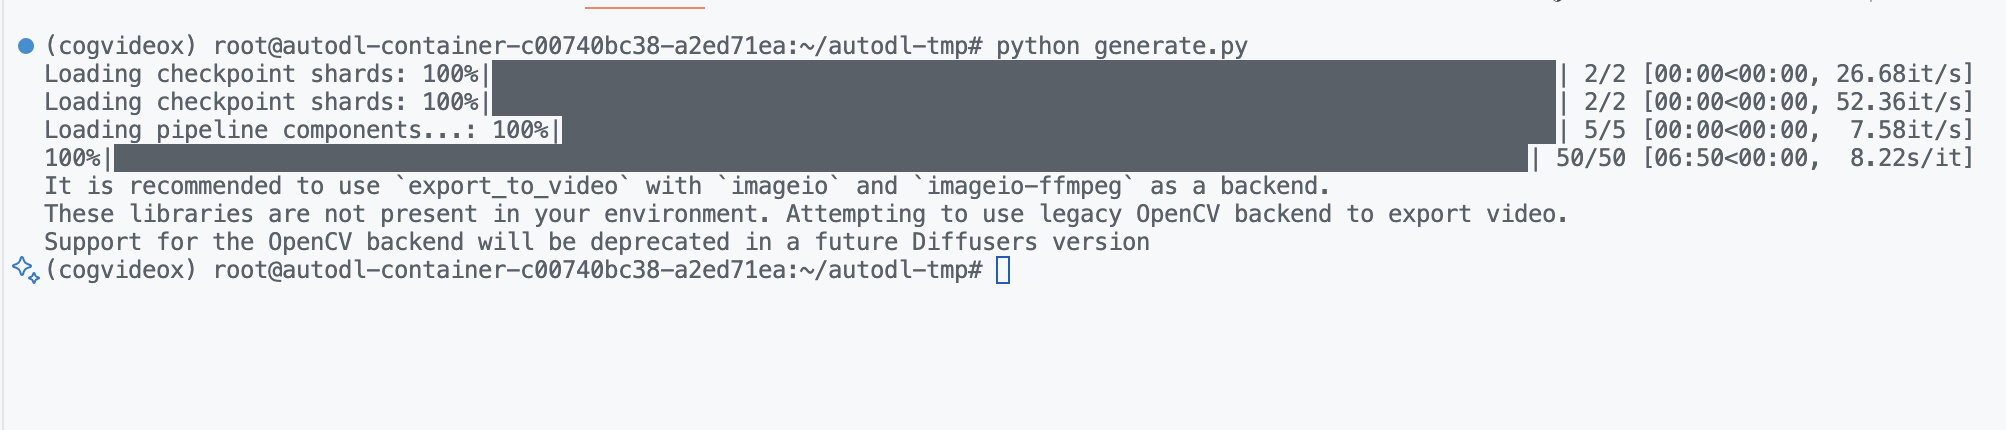 (cogvideox) root@autodl-container-c00740bc38-a2ed71ea:~/autodl-tmp# python generate.py
Loading checkpoint shards: 100%|██████████| 2/2 [00:00<00:00, 26.68it/s]
Loading checkpoint shards: 100%|██████████| 2/2 [00:00<00:00, 52.36it/s]
Loading pipeline components...: 100%|██████████| 5/5 [00:00<00:00,  7.58it/s]
100%|██████████| 50/50 [06:50<00:00,  8.22s/it]
It is recommended to use `export_to_video` with `imageio` and `imageio-ffmpeg` as a backend.
These libraries are not present in your environment. Attempting to use legacy OpenCV backend to export video.
Support for the OpenCV backend will be deprecated in a future Diffusers version
(cogvideox) root@autodl-container-c00740bc38-a2ed71ea:~/autodl-tmp#